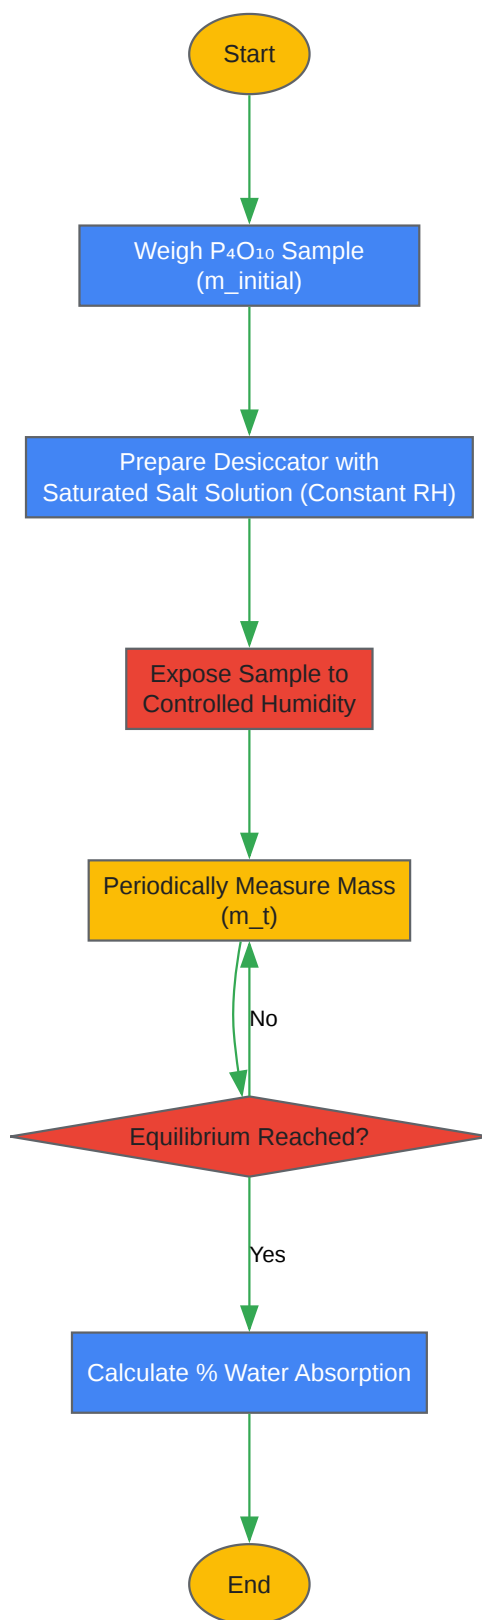 Start
Weigh P₄O₁₀ Sample
(m_initial)
Prepare Desiccator with
Saturated Salt Solution (Constant RH)
Expose Sample to
Controlled Humidity
Periodically Measure Mass
(m_t)
No
Equilibrium Reached?
Yes
Calculate % Water Absorption
End